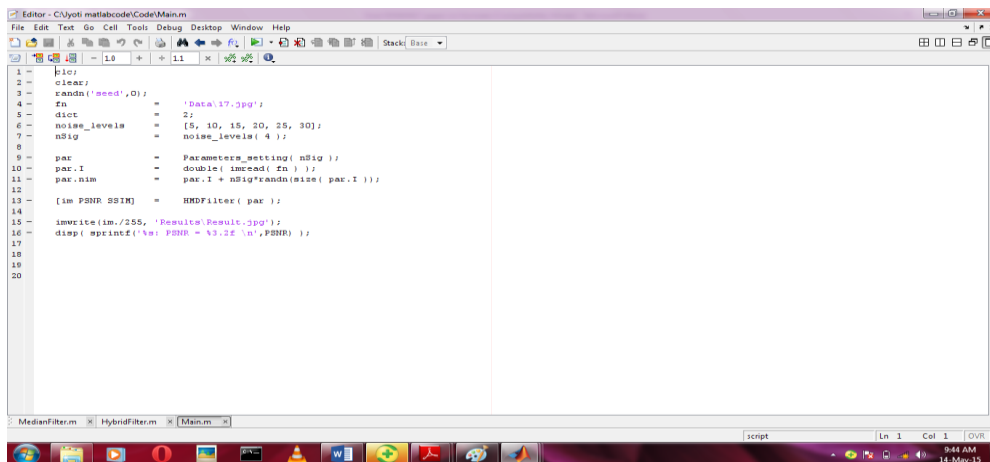 Editor - C:\Jyoti matlabcode\Code\Main.m
File Edit Text Go Cell Tools Debug Desktop Window Help
Stack: Base
- 1.0 + ÷ 1.1 ×
1 - clc;
2 - clear;
3 - randn('seed',0);
4 - fn = 'Data\17.jpg';
5 - dict = 2;
6 - noise_levels = [5, 10, 15, 20, 25, 30];
7 - nSig = noise_levels( 4 );
8
9 - par = Parameters_setting( nSig );
10 - par.I = double( imread( fn ) );
11 - par.nim = par.I + nSig*randn(size( par.I ));
12
13 - [im PSNR SSIM] = HMDFilter( par );
14
15 - imwrite(im./255, 'Results\Result.jpg');
16 - disp( sprintf('%s: PSNR = %3.2f \n',PSNR) );
17
18
19
20
MedianFilter.m × HybridFilter.m × Main.m ×
script Ln 1 Col 1 OVR
9:44 AM
14-May-15